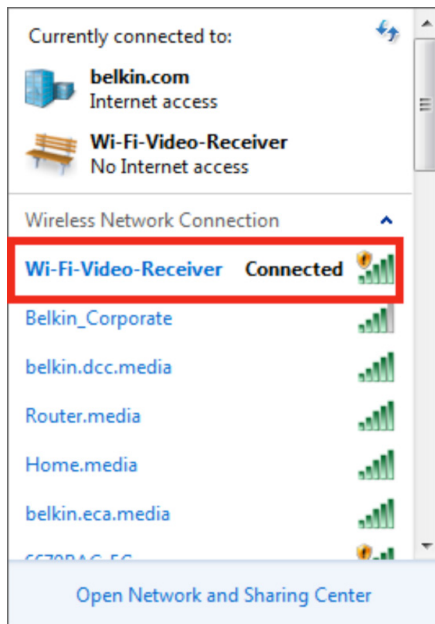 Currently connected to:
belkin.com
Internet access
Wi-Fi-Video-Receiver
No Internet access
Wireless Network Connection
Wi-Fi-Video-Receiver Connected
Belkin_Corporate
belkin.dcc.media
Router.media
Home.media
belkin.eca.media
Open Network and Sharing Center